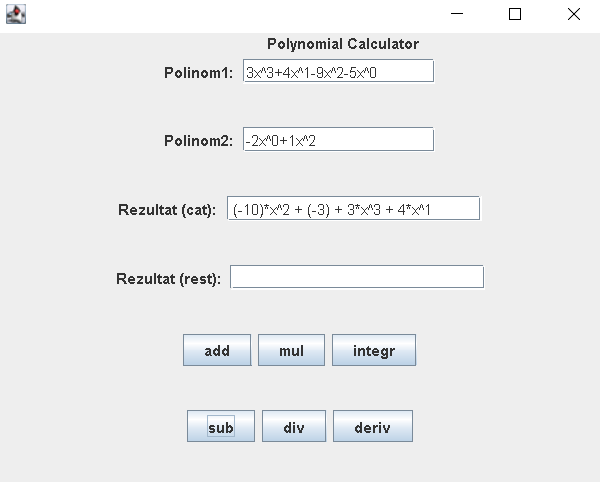 Polynomial Calculator
Polinom1: 3x^3+4x^1-9x^2-5x^0
Polinom2: -2x^0+1x^2
Rezultat (cat): (-10)*x^2 + (-3) + 3*x^3 + 4*x^1
Rezultat (rest):
add mul integr
sub div deriv